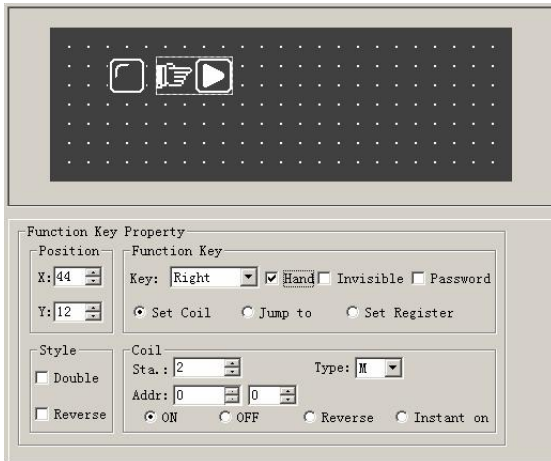 Function Key Property
Position
X: 44
Y: 12
Function Key
Key: Right Hand Invisible Password
Set Coil Jump to Set Register
Style
Double
Reverse
Coil
Sta.: 2 Type: M
Addr: 0 0
ON OFF Reverse Instant on